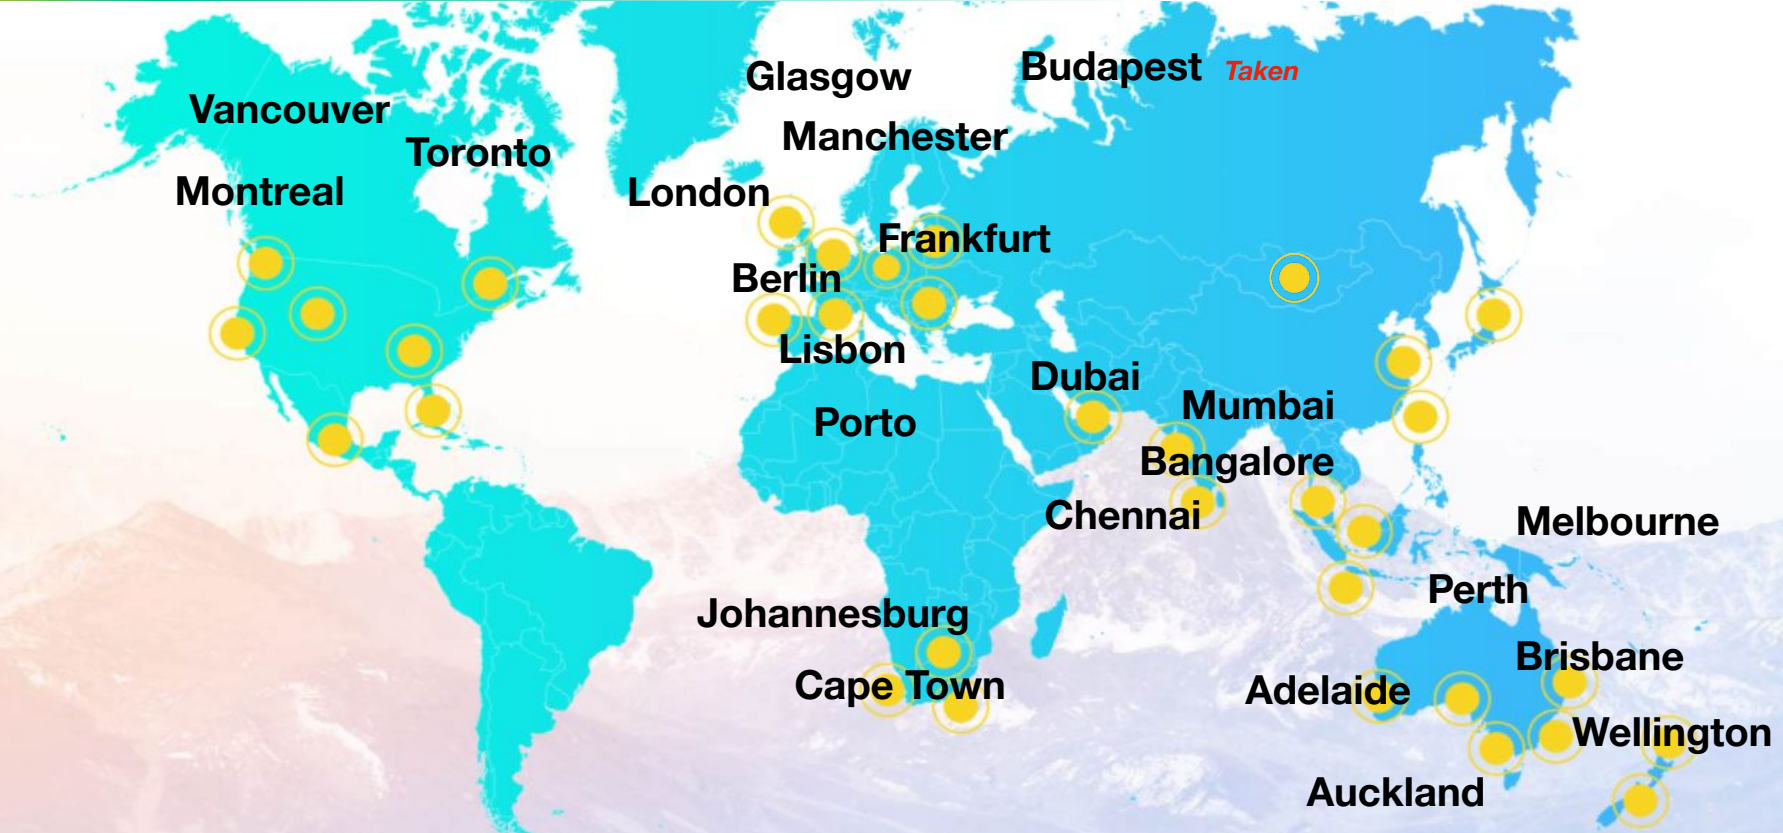 Glasgow
Budapest Taken
Vancouver
Manchester
Toronto
Montreal
London
Frankfurt
Berlin
Lisbon
Dubai
Mumbai
Porto
Bangalore
Chennai
Melbourne
Perth
Johannesburg
Brisbane
Cape Town
Adelaide
Wellington
Auckland